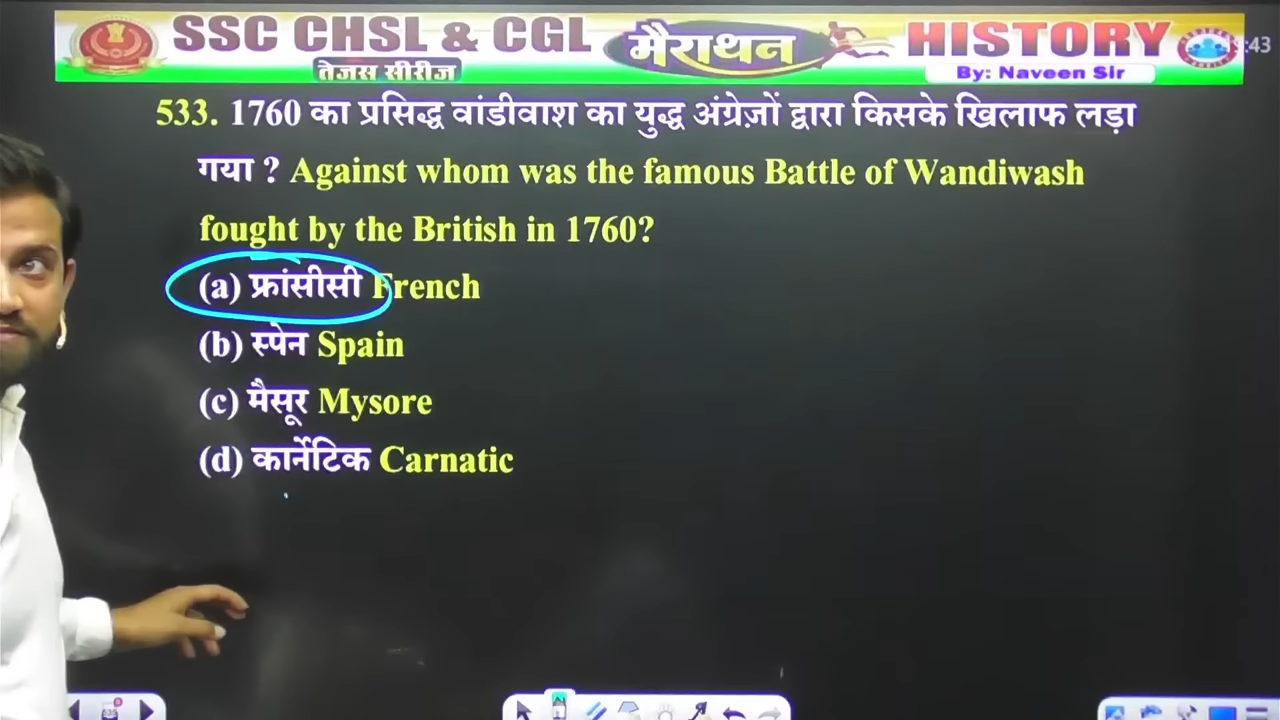 SSC CHSL & CGL मैराथन HISTORY
तेजस सीरीज By: Naveen Sir
:43
533. 1760 का प्रसिद्ध वांडीवाश का युद्ध अंग्रेज़ों द्वारा किसके खिलाफ लड़ा
गया ? Against whom was the famous Battle of Wandiwash
fought by the British in 1760?
(a) फ्रांसीसी French
(b) स्पेन Spain
(c) मैसूर Mysore
(d) कार्नेटिक Carnatic